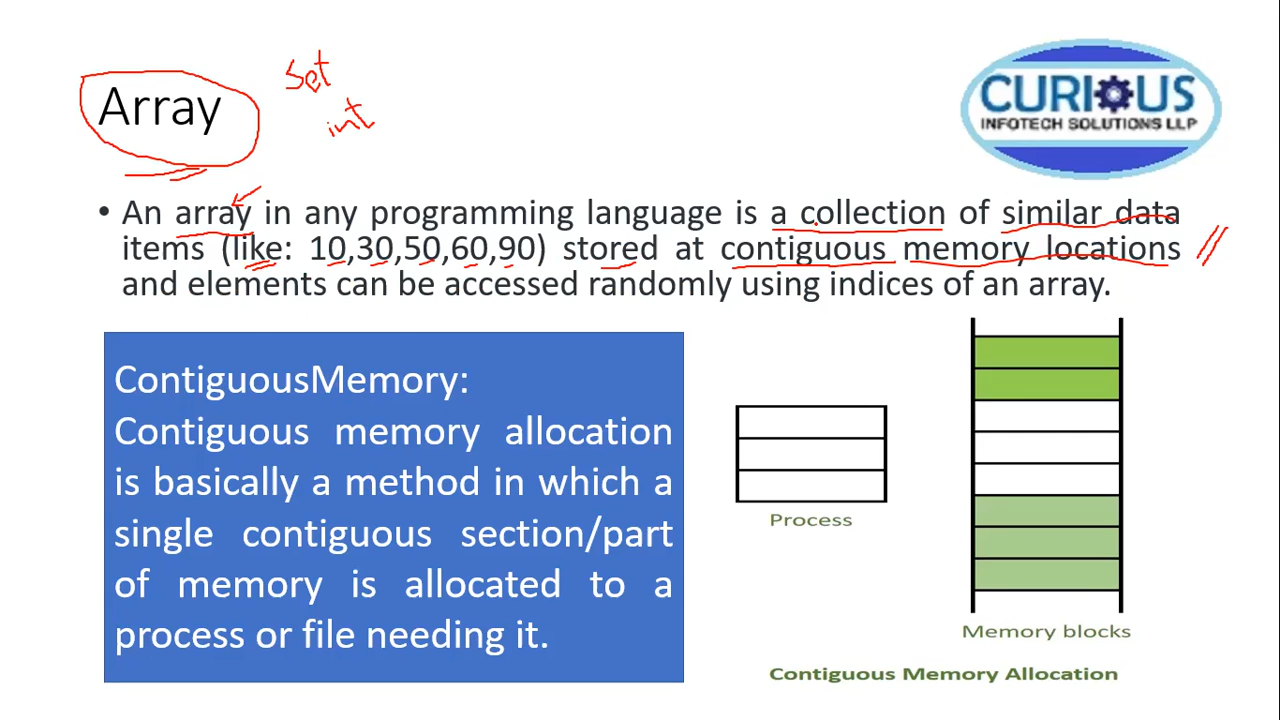 Array
set
int
CURIOUS
INFOTECH SOLUTIONS LLP
• An array in any programming language is a collection of similar data
items (like: 10,30,50,60,90) stored at contiguous memory locations
and elements can be accessed randomly using indices of an array.
ContiguousMemory:
Contiguous memory allocation
is basically a method in which a
single contiguous section/part
of memory is allocated to a
process or file needing it.
Process
Memory blocks
Contiguous Memory Allocation